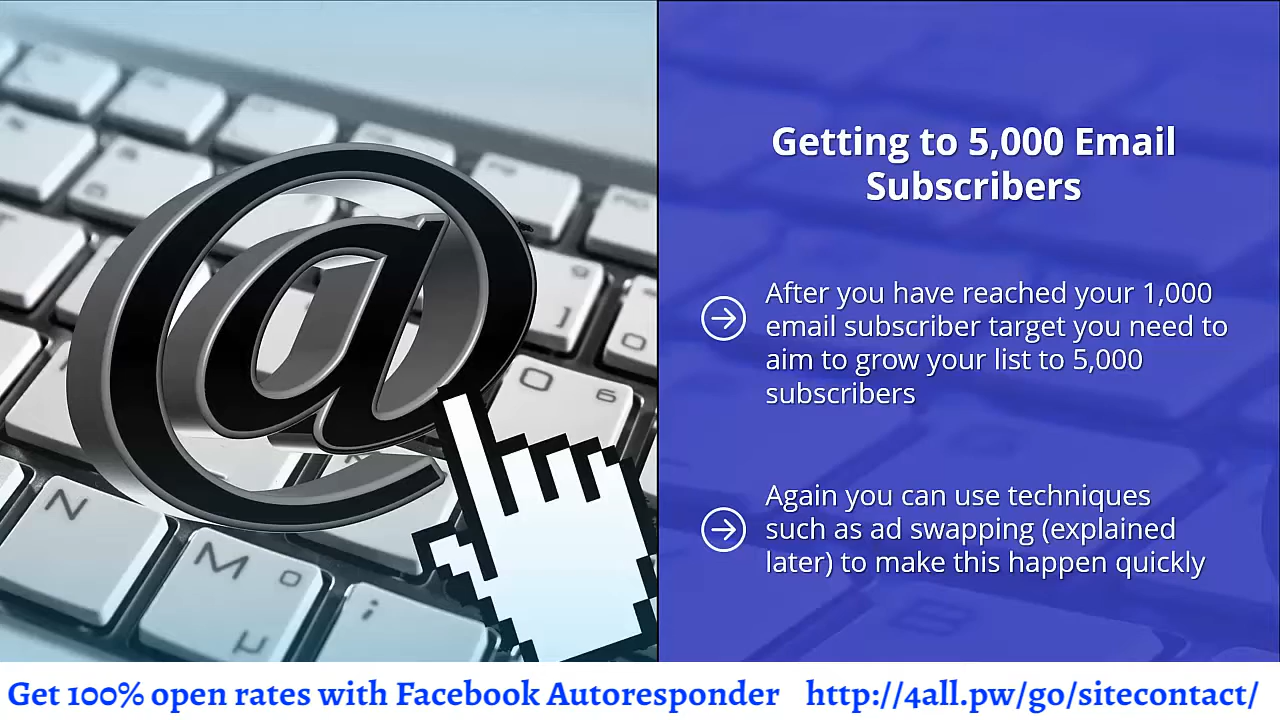 Getting to 5,000 Email
Subscribers
After you have reached your 1,000
email subscriber target you need to
aim to grow your list to 5,000
subscribers
Again you can use techniques
such as ad swapping (explained
later) to make this happen quickly
N
M o
µ
i
O 6
9
]
Get 100% open rates with Facebook Autoresponder http://4all.pw/go/sitecontact/